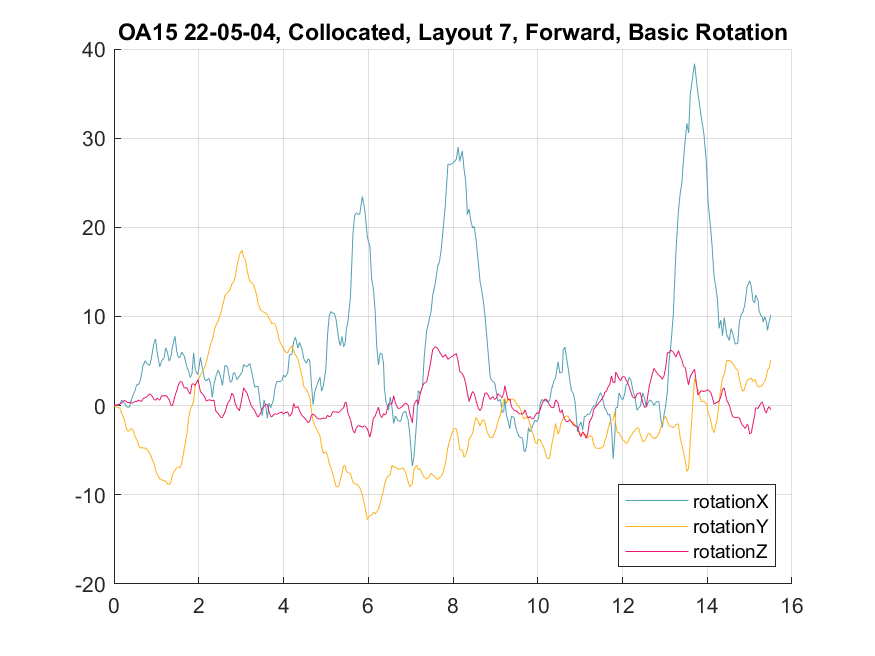 OA15 22-05-04, Collocated, Layout 7, Forward, Basic Rotation
40
30
20
10
0
-10
-20
0 2 4 6 8 10 12 14 16
rotationX
rotationY
rotationZ